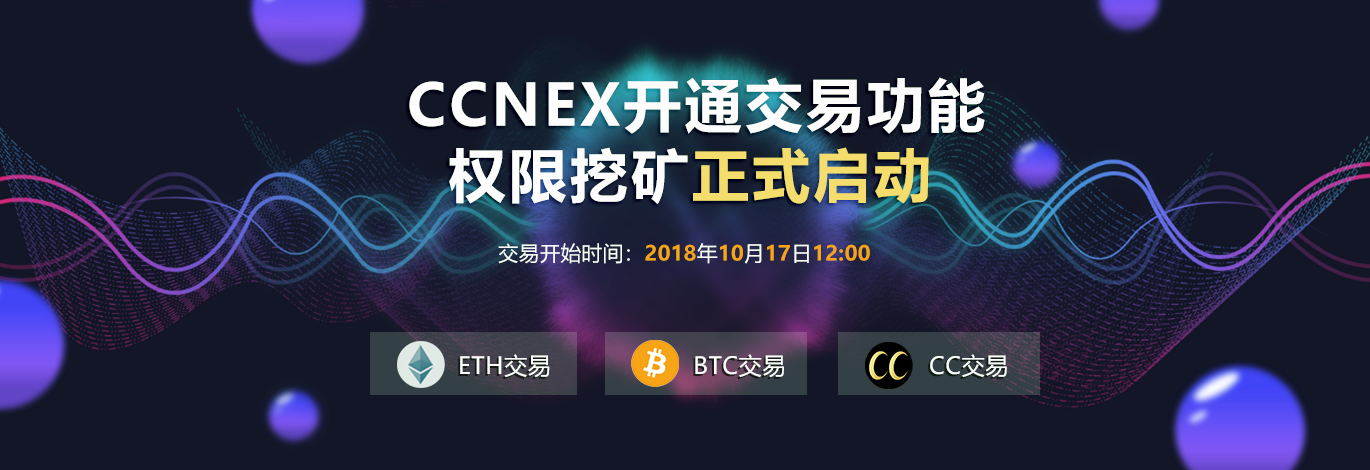 CCNEX开通交易功能
权限挖矿正式启动
交易开始时间：2018年10月17日12:00
ETH交易
BTC交易
CC CC交易